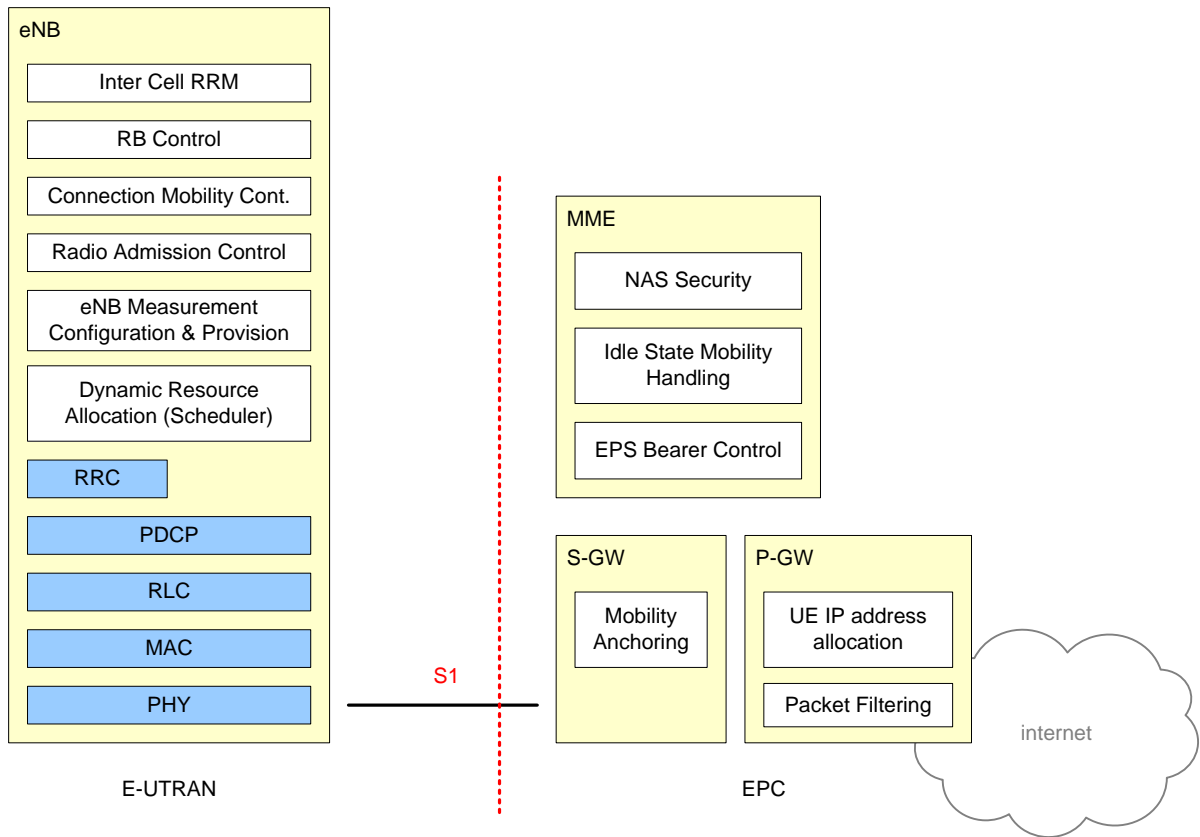 eNB
Inter Cell RRM
RB Control
Connection Mobility Cont.
Radio Admission Control
eNB Measurement
Configuration & Provision
Dynamic Resource
Allocation (Scheduler)
RRC
PDCP
RLC
MAC
PHY
E-UTRAN
S1
MME
NAS Security
Idle State Mobility
Handling
EPS Bearer Control
S-GW
Mobility
Anchoring
P-GW
UE IP address
allocation
Packet Filtering
internet
EPC